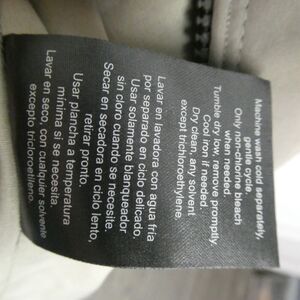 Machine wash cold separately,
gentle cycle.
Only non-chlorine bleach
when needed.
Tumble dry low, remove promptly.
Cool iron if needed.
Dry clean, any solvent
except trichloroethylene.
Lavar en lavadora con agua fría
por separado en ciclo delicado.
Usar solamente blanqueador
sin cloro cuando se necesite.
Secar en secadora en ciclo lento,
retirar pronto.
Usar plancha a temperatura
mínima si se necesita.
Lavar en seco, con cualquier solvente
excepto tricloroetileno.